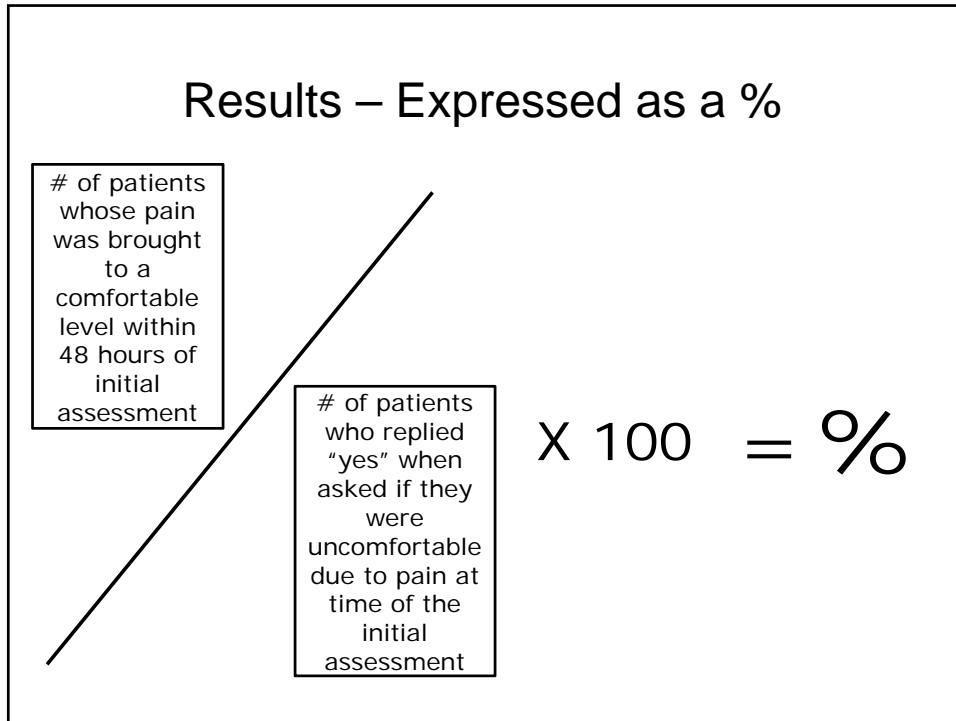 Results – Expressed as a %
# of patients
whose pain
was brought
to a
comfortable
level within
48 hours of
initial
assessment
# of patients
who replied
“yes” when
asked if they
were
uncomfortable
due to pain at
time of the
initial
assessment
X 100 = %